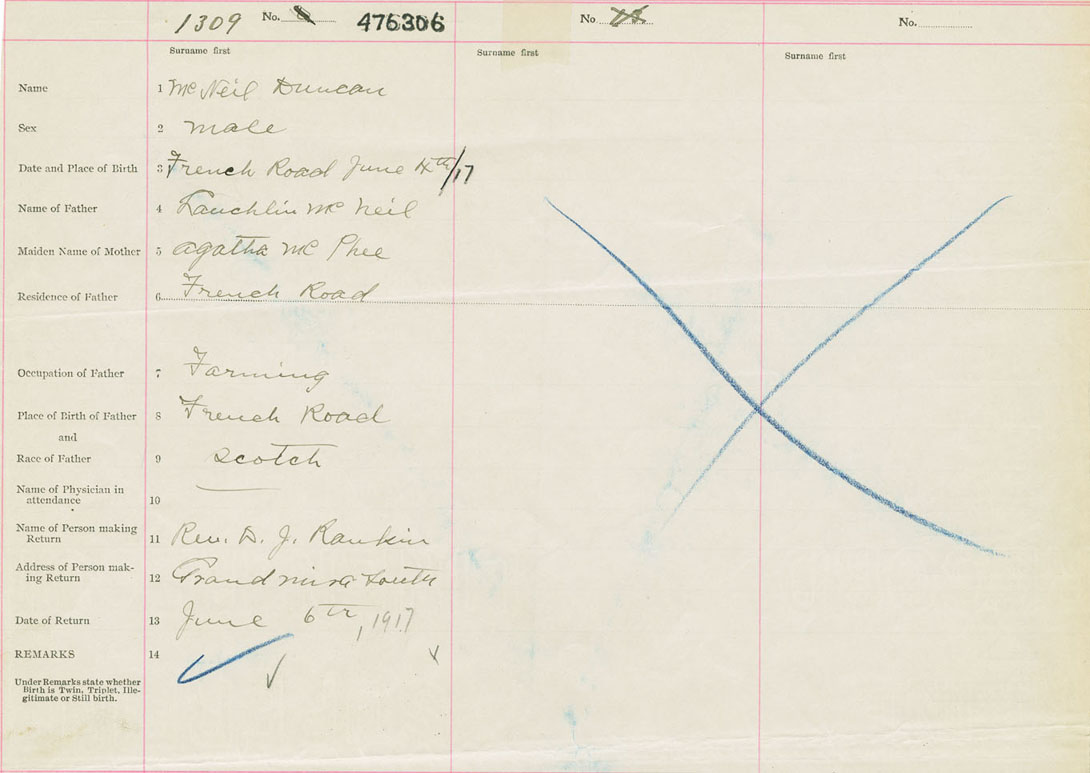 1309 No. 476306 No. No.
Surname first Surname first Surname first
Name 1 McNeil Duncan
Sex 2 male
Date and Place of Birth 3 French Road June 4th/17
Name of Father 4 Lauchlin McNeil
Maiden Name of Mother 5 Agatha McPhee
Residence of Father 6 French Road
Occupation of Father 7 Farming
Place of Birth of Father 8 French Road
and
Race of Father 9 Scotch
Name of Physician in
attendance 10
Name of Person making
Return 11 Rev. D. J. Rankin
Address of Person mak-
ing Return 12 Grand mira South
Date of Return 13 June 6th, 1917
REMARKS 14
Under Remarks state whether
Birth is Twin, Triplet, Ille-
gitimate or Still birth.